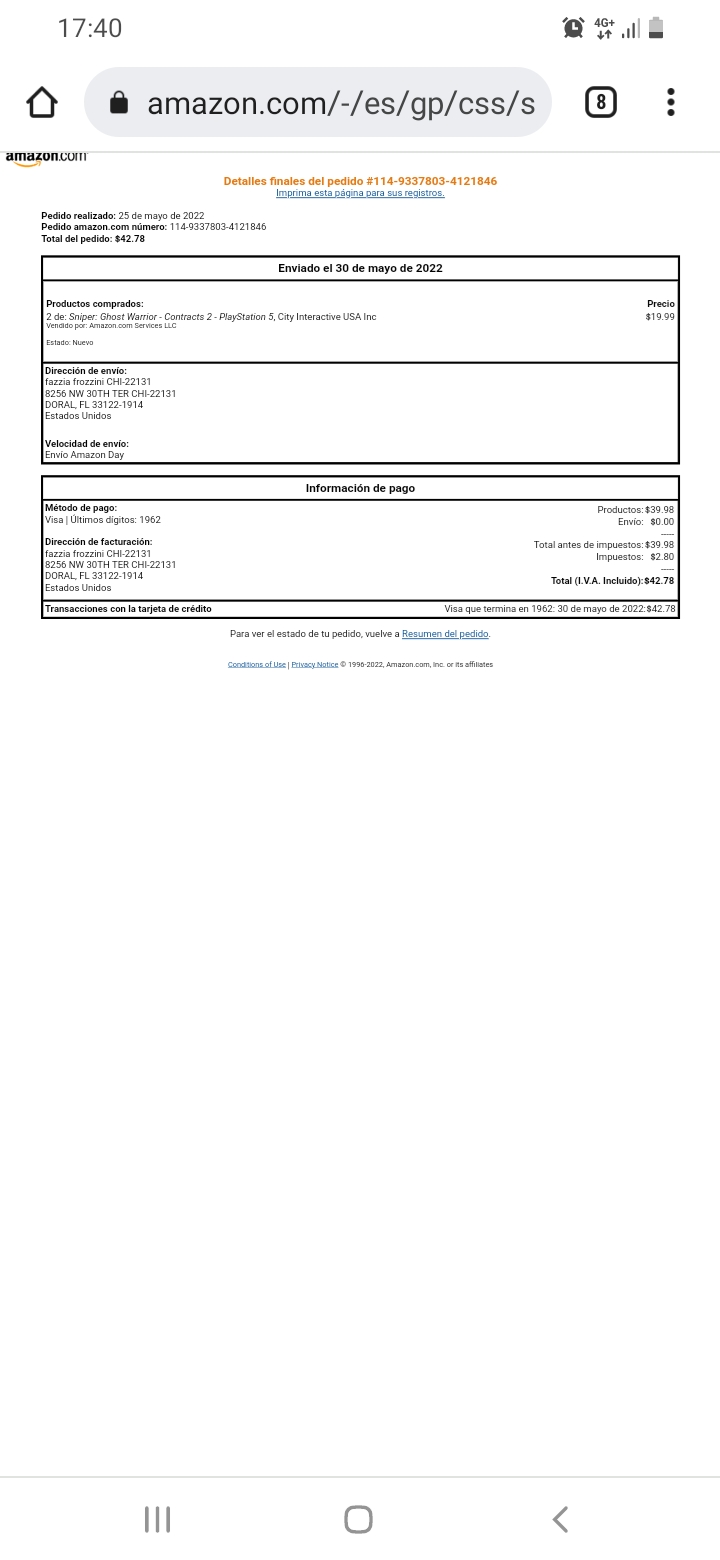 17:40
4G+
amazon.com/-/es/gp/css/s
8
amazon.com
Detalles finales del pedido #114-9337803-4121846
Imprima esta página para sus registros.
Pedido realizado: 25 de mayo de 2022
Pedido amazon.com número: 114-9337803-4121846
Total del pedido: $42.78
Enviado el 30 de mayo de 2022
Productos comprados: Precio
2 de: Sniper: Ghost Warrior - Contracts 2 - PlayStation 5, City Interactive USA Inc $19.99
Vendido por: Amazon.com Services LLC
Estado: Nuevo
Dirección de envío:
fazzia frozzini CHI-22131
8256 NW 30TH TER CHI-22131
DORAL, FL 33122-1914
Estados Unidos
Velocidad de envío:
Envío Amazon Day
Información de pago
Método de pago:
Visa | Últimos dígitos: 1962
Dirección de facturación:
fazzia frozzini CHI-22131
8256 NW 30TH TER CHI-22131
DORAL, FL 33122-1914
Estados Unidos
Productos: $39.98
Envío: $0.00
-----
Total antes de impuestos: $39.98
Impuestos: $2.80
-----
Total (I.V.A. Incluido): $42.78
Transacciones con la tarjeta de crédito Visa que termina en 1962: 30 de mayo de 2022: $42.78
Para ver el estado de tu pedido, vuelve a Resumen del pedido.
Conditions of Use | Privacy Notice © 1996-2022, Amazon.com, Inc. or its affiliates